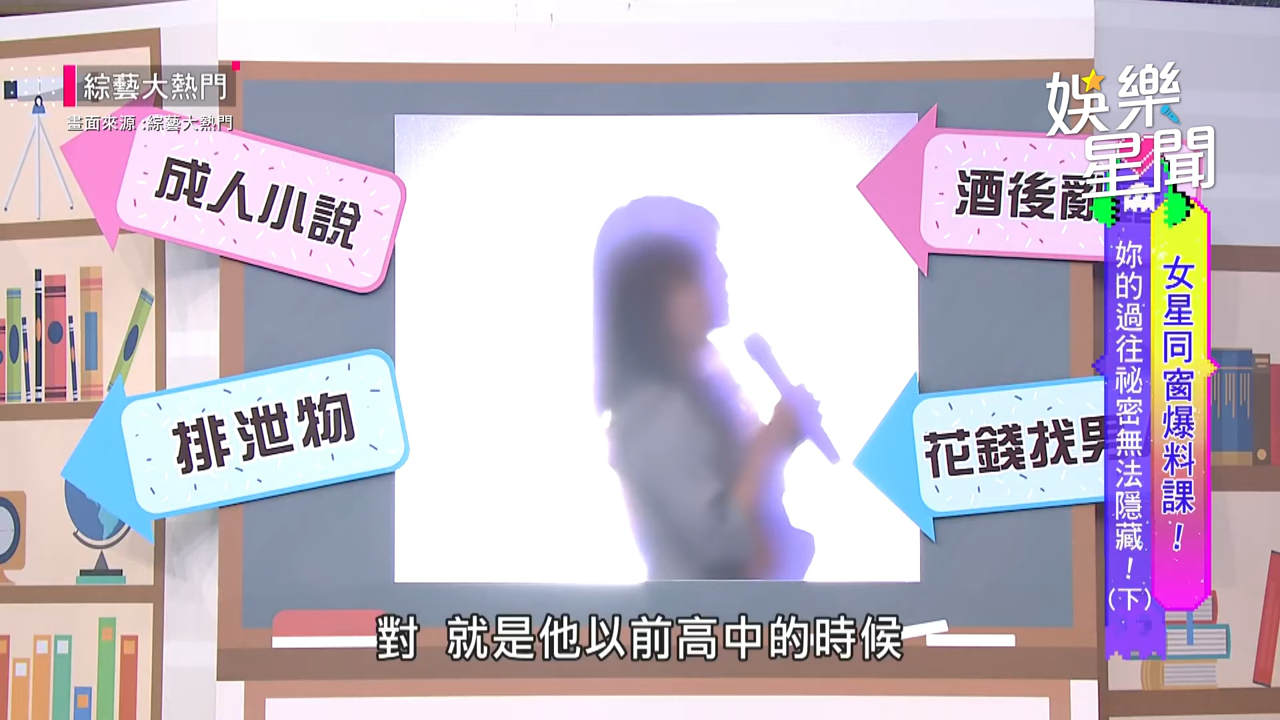 綜藝大熱門
畫面來源:綜藝大熱門
娛樂
星聞
成人小說
酒後亂
排泄物
花錢找男
女星同窗爆料課！
妳的過往祕密無法隱藏！(下)
對 就是他以前高中的時候